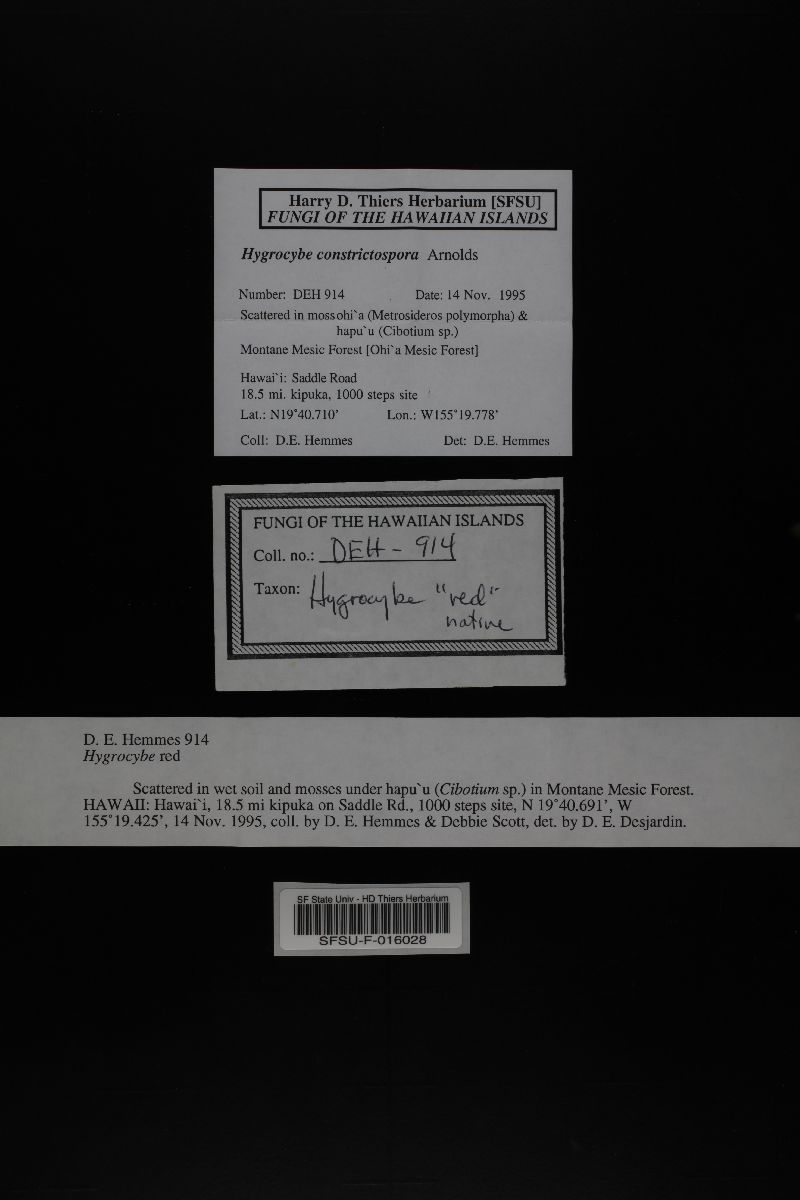 Harry D. Thiers Herbarium [SFSU]
FUNGI OF THE HAWAIIAN ISLANDS
Hygrocybe constrictospora Arnolds
Number: DEH 914 Date: 14 Nov. 1995
Scattered in moss ohi`a (Metrosideros polymorpha) &
hapu`u (Cibotium sp.)
Montane Mesic Forest [Ohi`a Mesic Forest]
Hawai`i: Saddle Road
18.5 mi. kipuka, 1000 steps site
Lat.: N19°40.710' Lon.: W155°19.778'
Coll: D.E. Hemmes Det: D.E. Hemmes
FUNGI OF THE HAWAIIAN ISLANDS
Coll. no.: DEH - 914
Taxon: Hygrocybe "red"
native
D. E. Hemmes 914
Hygrocybe red
Scattered in wet soil and mosses under hapu`u (Cibotium sp.) in Montane Mesic Forest.
HAWAII: Hawai`i, 18.5 mi kipuka on Saddle Rd., 1000 steps site, N 19°40.691', W
155°19.425', 14 Nov. 1995, coll. by D. E. Hemmes & Debbie Scott, det. by D. E. Desjardin.
SF State Univ - HD Thiers Herbarium
SFSU-F-016028